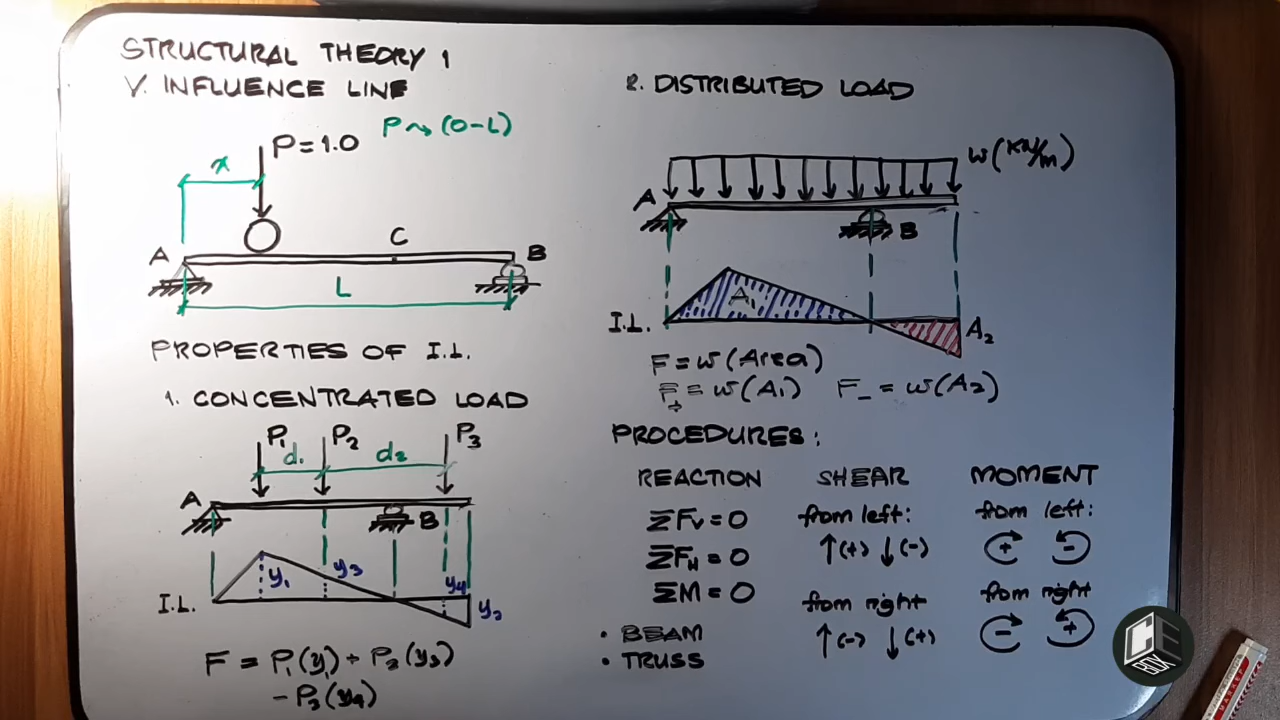 STRUCTURAL THEORY 1
V. INFLUENCE LINE
P ⇝ (0-L)
P = 1.0
x
C
A
B
L
PROPERTIES OF I.L.
1. CONCENTRATED LOAD
P₁ P₂ P₃
d₁ d₂
A
B
y₁ y₃ y₄
I.L.
y₂
F = P₁(y₁) + P₂(y₃)
- P₃(y₄)
2. DISTRIBUTED LOAD
w(KN/m)
A
B
A₁
I.L.
A₂
F = w(Area)
F₊ = w(A₁) F₋ = w(A₂)
PROCEDURES:
REACTION SHEAR MOMENT
ΣFv = 0
ΣFH = 0
ΣM = 0
• BEAM
• TRUSS
from left:
↑(+) ↓(-)
from right
↑(-) ↓(+)
from left:
+ -
from right
- +
CE
BOX